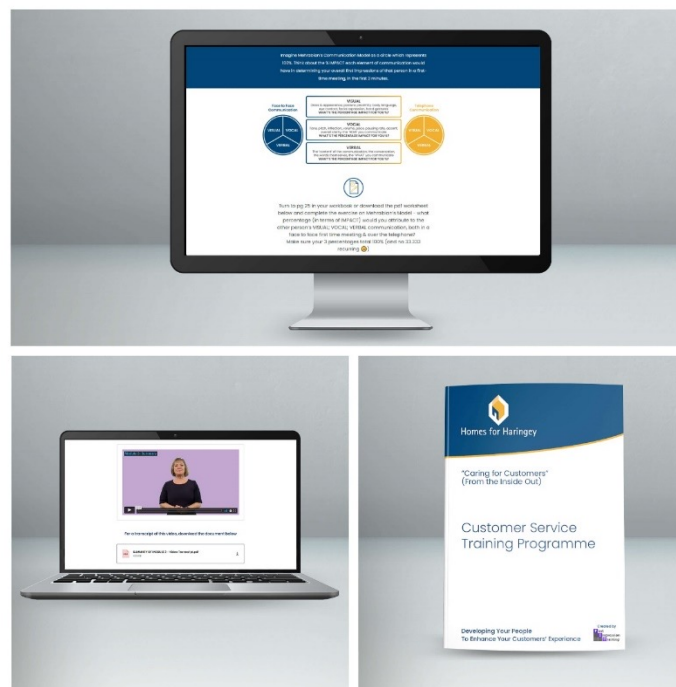 Imagine Mehrabian's Communication Model as a circle which represents
100%. Think about the % IMPACT each element of communication would
have in determining your overall first impressions of that person in a first-
time meeting, in the first 2 minutes.
Face to Face
Communication
VISUAL
WHAT'S THE PERCENTAGE IMPACT FOR YOU %?
Telephone
Communication
VISUAL
VOCAL
VERBAL
VISUAL
WHAT'S THE PERCENTAGE IMPACT FOR YOU %?
VISUAL
VOCAL
VERBAL
VISUAL
WHAT'S THE PERCENTAGE IMPACT FOR YOU %?
Turn to pg 25 in your workbook or download the pdf worksheet
below and complete the exercise on Mehrabian's Model - what
percentage (in terms of IMPACT) would you attribute to the
other person's VISUAL; VOCAL; VERBAL communication, both in a
face to face first time meeting & over the telephone?
Make sure your 3 percentages total 100% (and no 33.333
recurring)
For a transcript of this video, download the document below
Homes for Haringey
"Caring for Customers"
(From the Inside Out)
Customer Service
Training Programme
Developing Your People
To Enhance Your Customers' Experience
Created by